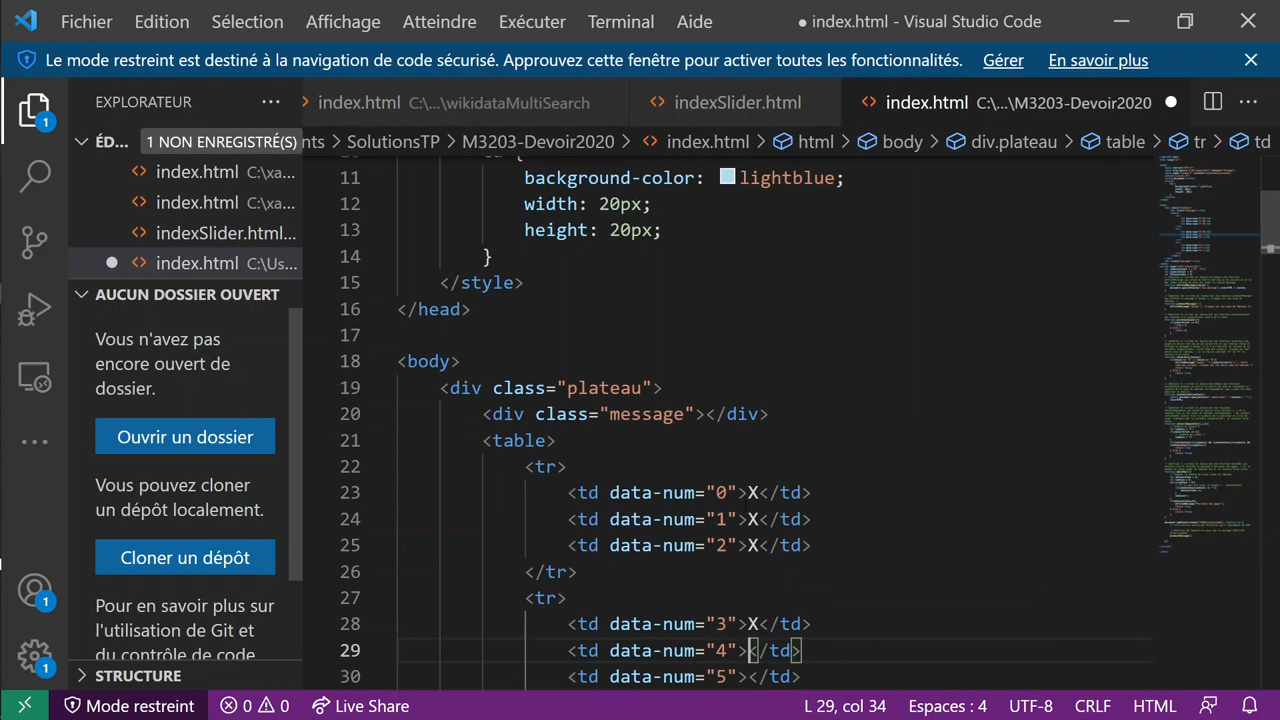 Fichier Edition Sélection Affichage Atteindre Exécuter Terminal Aide ● index.html - Visual Studio Code
Le mode restreint est destiné à la navigation de code sécurisé. Approuvez cette fenêtre pour activer toutes les fonctionnalités. Gérer En savoir plus
EXPLORATEUR ···
index.html C:\...\wikidataMultiSearch indexSlider.html index.html C:\...\M3203-Devoir2020
ÉD... 1 NON ENREGISTRÉ(S)
nts > SolutionsTP > M3203-Devoir2020 > index.html > html > body > div.plateau > table > tr > td
index.html C:\xa...
index.html C:\xa...
indexSlider.html...
index.html C:\Us...
AUCUN DOSSIER OUVERT
Vous n'avez pas
encore ouvert de
dossier.
Ouvrir un dossier
Vous pouvez cloner
un dépôt localement.
Cloner un dépôt
Pour en savoir plus sur
l'utilisation de Git et
du contrôle de code
STRUCTURE
11 background-color: lightblue;
12 width: 20px;
13 height: 20px;
14 }
15 </style>
16 </head>
17
18 <body>
19 <div class="plateau">
20 <div class="message"></div>
21 <table>
22 <tr>
23 <td data-num="0">X</td>
24 <td data-num="1">X</td>
25 <td data-num="2">X</td>
26 </tr>
27 <tr>
28 <td data-num="3">X</td>
29 <td data-num="4"></td>
30 <td data-num="5"></td>
1
1
1
Mode restreint 0 0 Live Share L 29, col 34 Espaces : 4 UTF-8 CRLF HTML